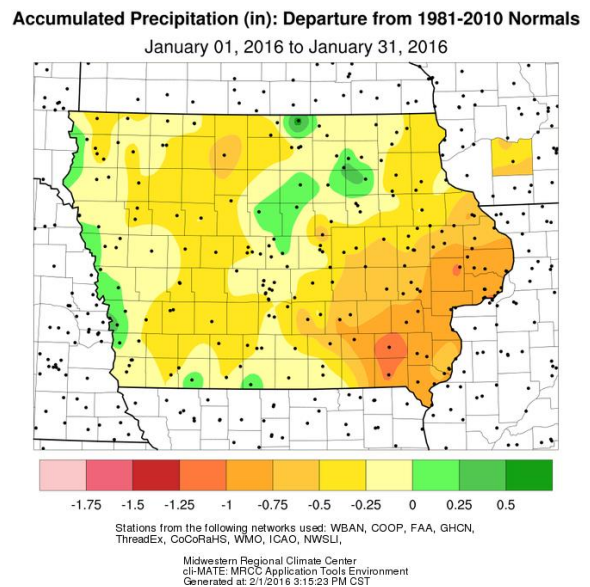 Accumulated Precipitation (in): Departure from 1981-2010 Normals
January 01, 2016 to January 31, 2016
-1.75 -1.5 -1.25 -1 -0.75 -0.5 -0.25 0 0.25 0.5
Stations from the following networks used: WBAN, COOP, FAA, GHCN,
ThreadEx, CoCoRaHS, WMO, ICAO, NWSLI,
Midwestern Regional Climate Center
cli-MATE: MRCC Application Tools Environment
Generated at: 2/1/2016 3:15:23 PM CST